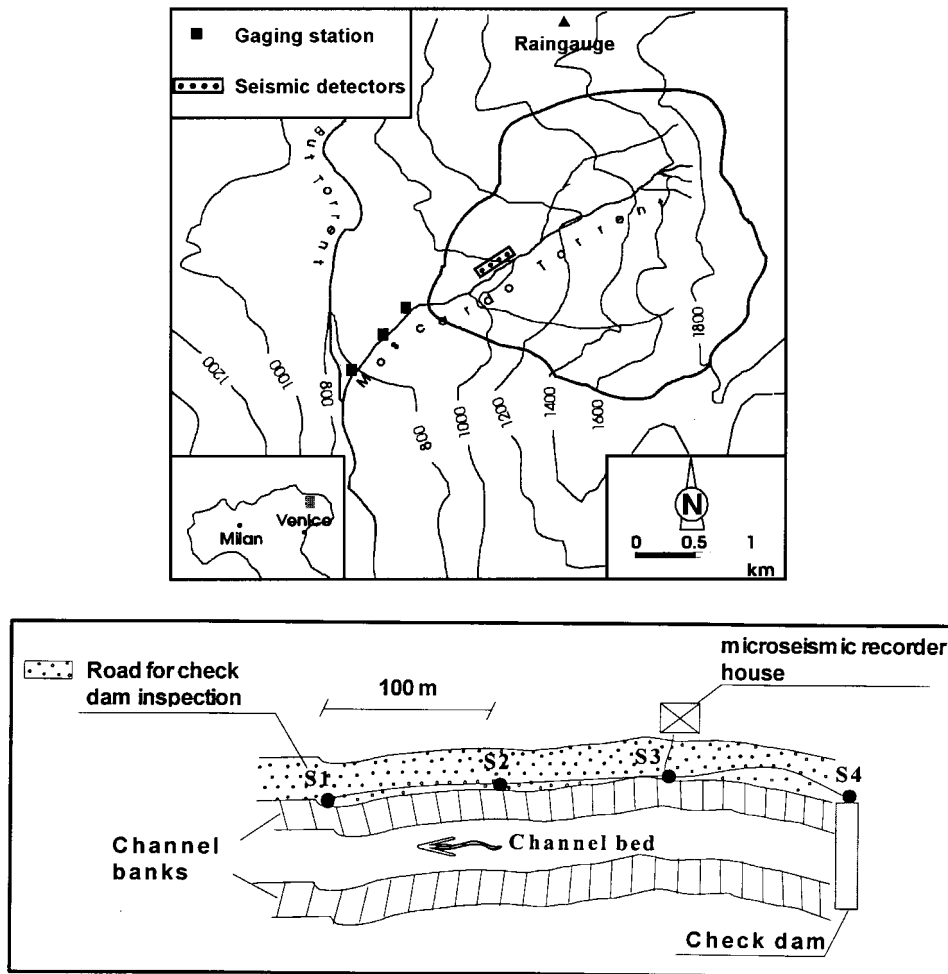 Gaging station
Seismic detectors
Raingauge
But Torrent
Moscardo Torrent
1200
1000
800
800
1000
1200
1400
1600
1800
Milan
Venice
N
0 0.5 1
km
Road for check
dam inspection
100 m
microseismic recorder
house
S1
S2
S3
S4
Channel
banks
Channel bed
Check dam